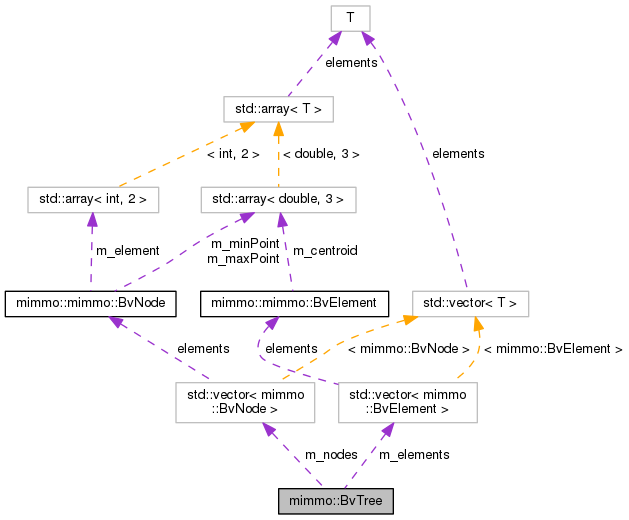 T
elements
std::array< T >
elements
< int, 2 >
< double, 3 >
std::array< int, 2 >
std::array< double, 3 >
m_element
m_minPoint
m_maxPoint
m_centroid
mimmo::mimmo::BvNode
mimmo::mimmo::BvElement
std::vector< T >
elements
elements
< mimmo::BvNode >
< mimmo::BvElement >
std::vector< mimmo
::BvNode >
std::vector< mimmo
::BvElement >
m_nodes
m_elements
mimmo::BvTree